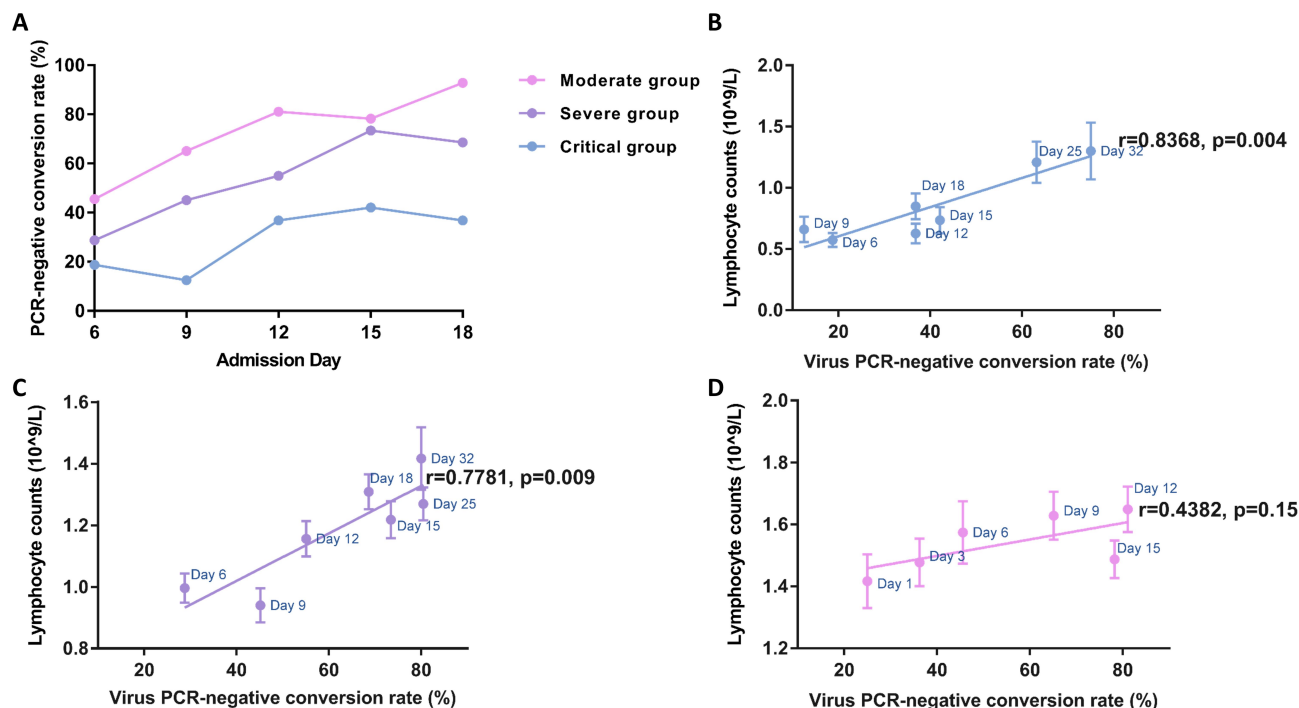 A
PCR-negative conversion rate (%)
100
80
60
40
20
0
6
9
12
15
18
Admission Day
Moderate group
Severe group
Critical group
B
Lymphocyte counts (10^9/L)
2.0
1.5
1.0
0.5
0.0
20
40
60
80
Virus PCR-negative conversion rate (%)
Day 9
Day 6
Day 18
Day 15
Day 12
Day 25
Day 32
r=0.8368, p=0.004
C
Lymphocyte counts (10^9/L)
1.6
1.4
1.2
1.0
0.8
20
40
60
80
Virus PCR-negative conversion rate (%)
Day 6
Day 9
Day 12
Day 18
Day 15
Day 32
Day 25
r=0.7781, p=0.009
D
Lymphocyte counts (10^9/L)
2.0
1.8
1.6
1.4
1.2
20
40
60
80
Virus PCR-negative conversion rate (%)
Day 1
Day 3
Day 6
Day 9
Day 12
Day 15
r=0.4382, p=0.15